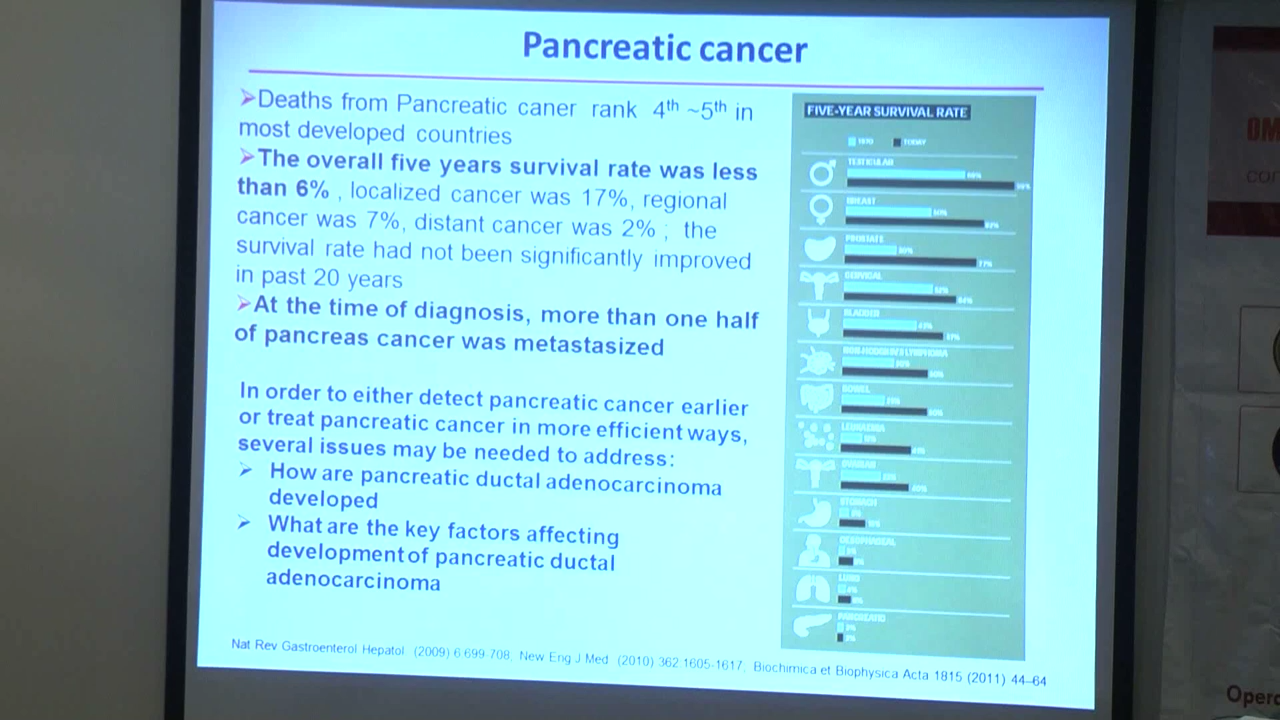 Pancreatic cancer
➢Deaths from Pancreatic caner rank 4th ~5th in
most developed countries
➢The overall five years survival rate was less
than 6% , localized cancer was 17%, regional
cancer was 7%, distant cancer was 2% ; the
survival rate had not been significantly improved
in past 20 years
➢At the time of diagnosis, more than one half
of pancreas cancer was metastasized
In order to either detect pancreatic cancer earlier
or treat pancreatic cancer in more efficient ways,
several issues may be needed to address:
➢ How are pancreatic ductal adenocarcinoma
developed
➢ What are the key factors affecting
development of pancreatic ductal
adenocarcinoma
Nat Rev Gastroenterol Hepatol (2009) 6 699-708; New Eng J Med (2010) 362 1605-1617; Biochimica et Biophysica Acta 1815 (2011) 44–64
FIVE-YEAR SURVIVAL RATE
1970 TODAY
TESTICULAR
BREAST
PROSTATE
77%
CERVICAL
BLADDER
NON-HODGKIN'S LYMPHOMA
BOWEL
LEUKAEMIA
OVARIAN
STOMACH
OESOPHAGEAL
LUNG
PANCREATIC
OM